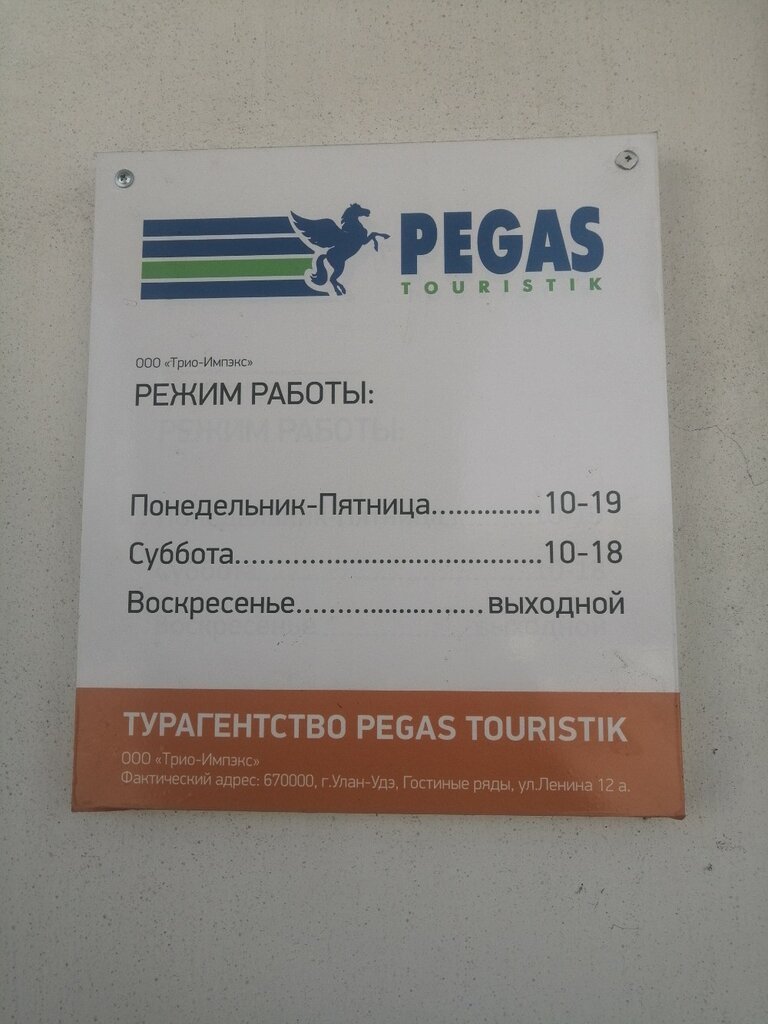 PEGAS
TOURISTIK
ООО «Трио-Импэкс»
РЕЖИМ РАБОТЫ:
Понедельник-Пятница.................10-19
Суббота.......................................10-18
Воскресенье.......................выходной
ТУРАГЕНТСТВО PEGAS TOURISTIK
ООО «Трио-Импэкс»
Фактический адрес: 670000, г.Улан-Удэ, Гостиные ряды, ул.Ленина 12 а.